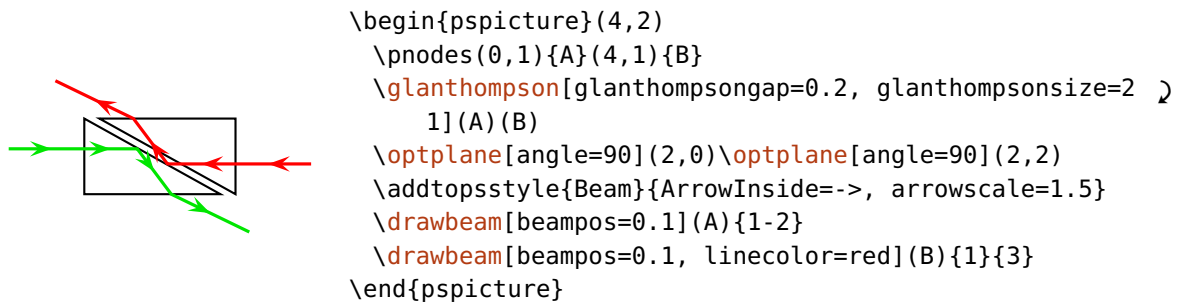 \begin{pspicture}(4,2)
\pnodes(0,1){A}(4,1){B}
\glanthompson[glanthompsongap=0.2, glanthompsonsize=2
1](A)(B)
\optplane[angle=90](2,0)\optplane[angle=90](2,2)
\addtopsstyle{Beam}{ArrowInside=->, arrowscale=1.5}
\drawbeam[beampos=0.1](A){1-2}
\drawbeam[beampos=0.1, linecolor=red](B){1}{3}
\end{pspicture}